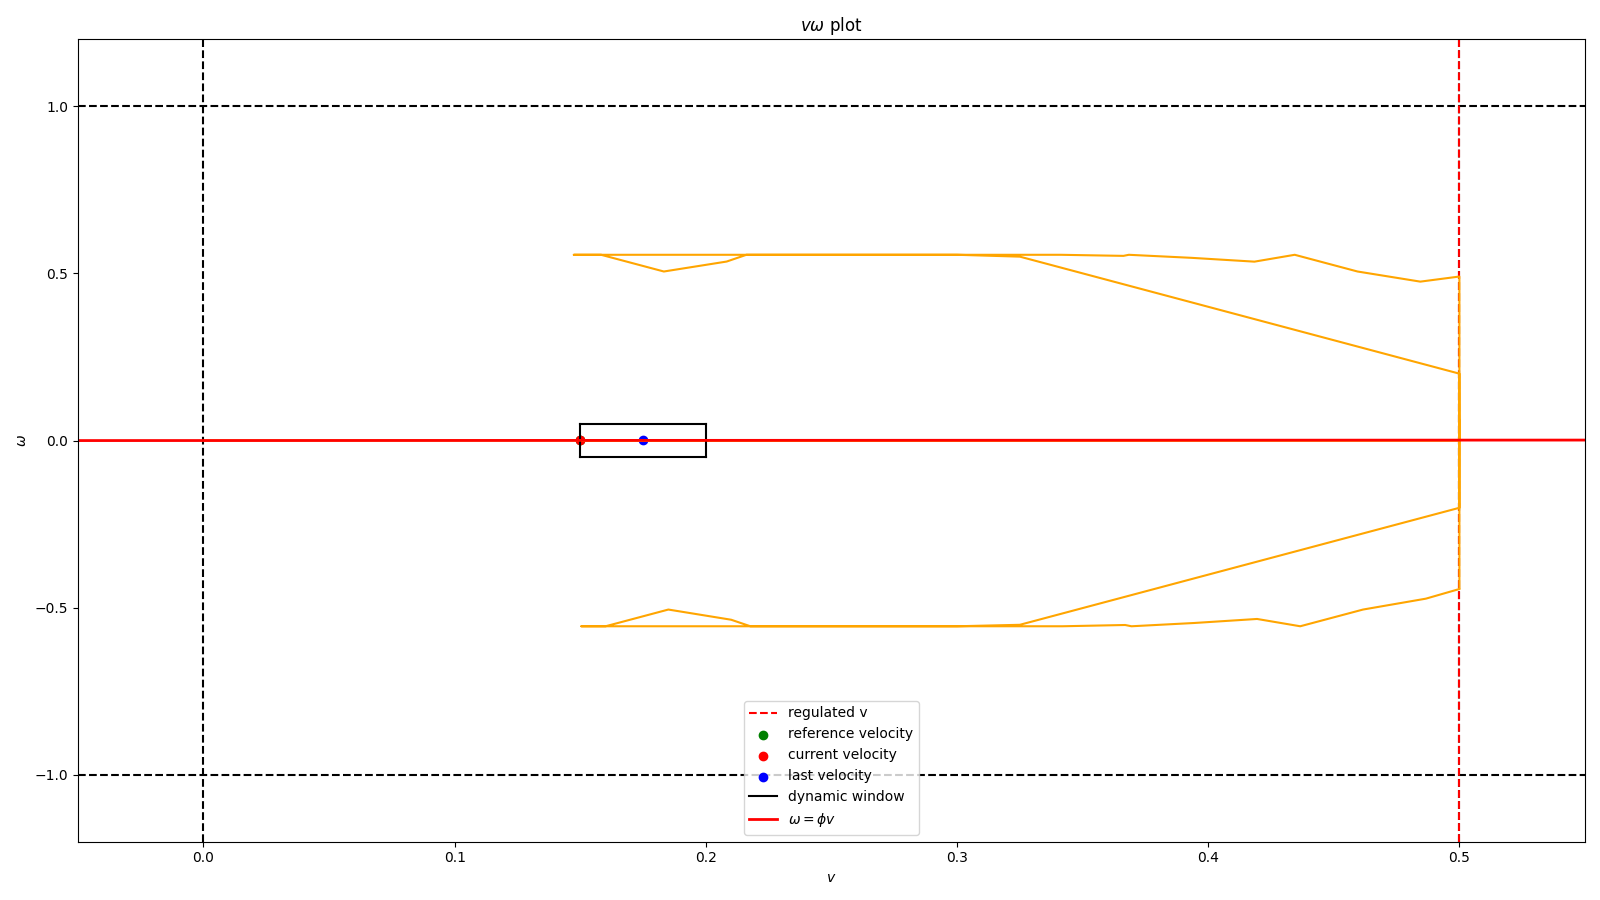 vω plot
1.0
0.5
0.0
−0.5
−1.0
ω
regulated v
reference velocity
current velocity
last velocity
dynamic window
ω = ϕv
0.0 0.1 0.2 0.3 0.4 0.5
v